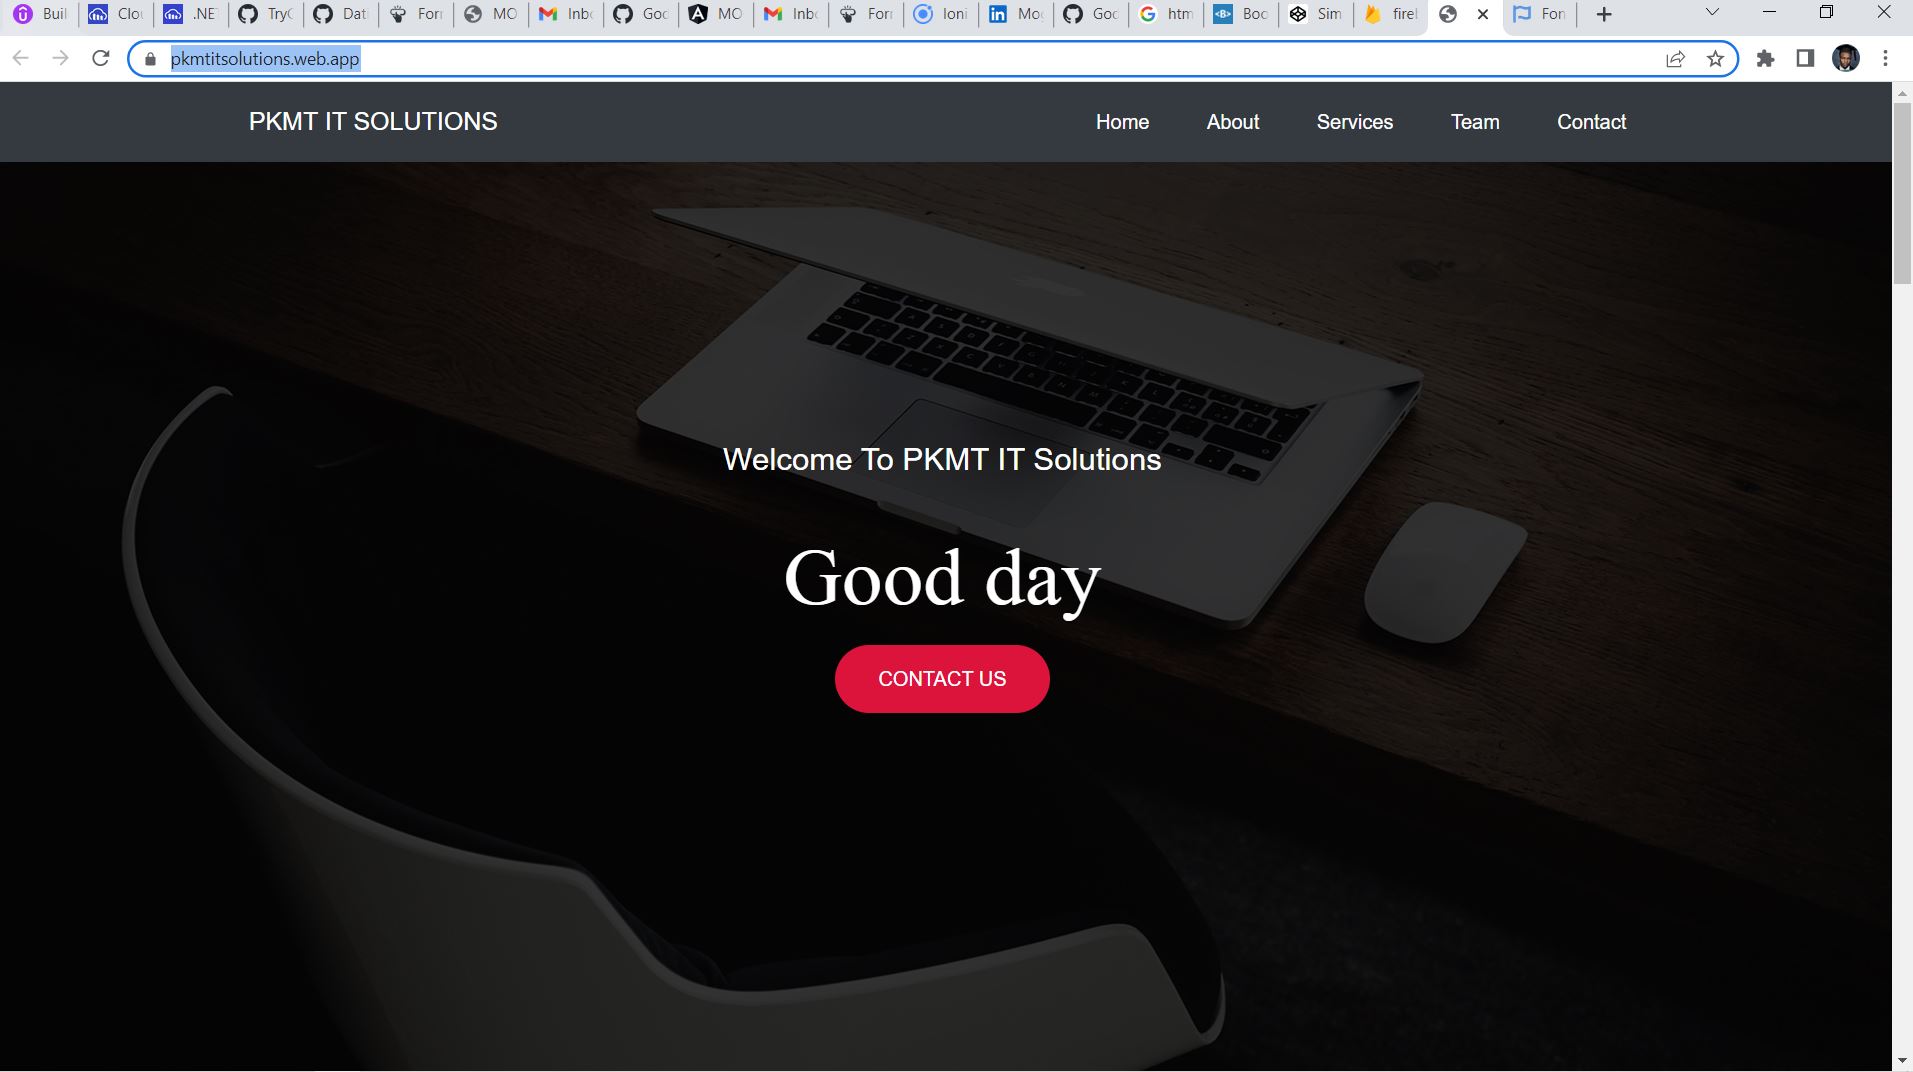 Buil
Clo
.NE
Try
Dat
For
MO
Inb
Goo
MO
Inb
For
Ioni
Mo
Goo
htm
Boo
Sim
fire
Fon
pkmtitsolutions.web.app
PKMT IT SOLUTIONS
Home
About
Services
Team
Contact
Welcome To PKMT IT Solutions
Good day
CONTACT US